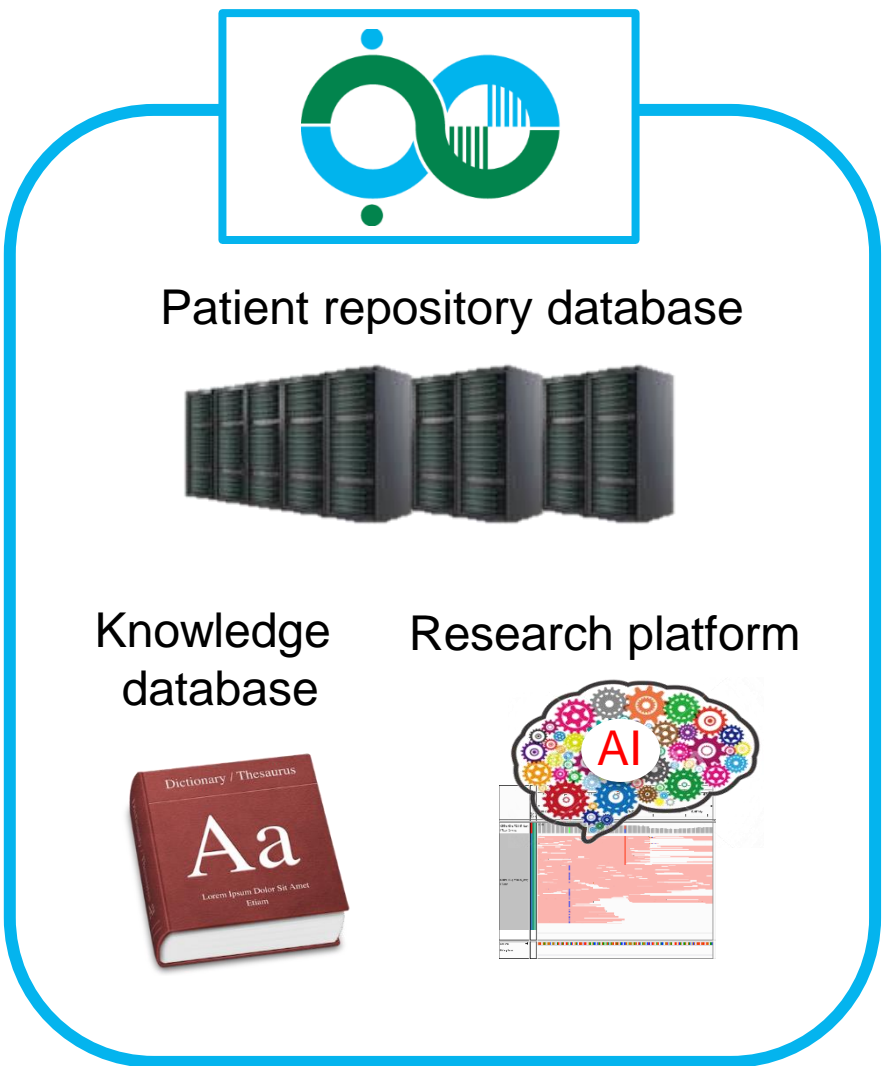 Patient repository database
Knowledge
database
Research platform
AI
Dictionary / Thesaurus
Aa
Lorem Ipsum Dolor Sit Amet
Etiam